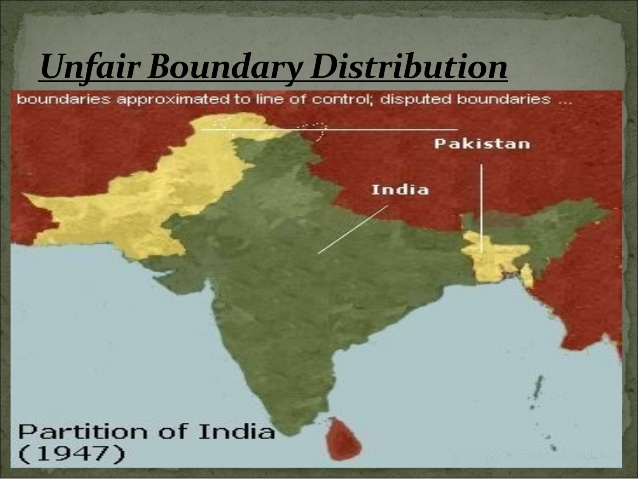 Unfair Boundary Distribution
boundaries approximated to line of control; disputed boundaries ...
Pakistan
India
Partition of India
(1947)